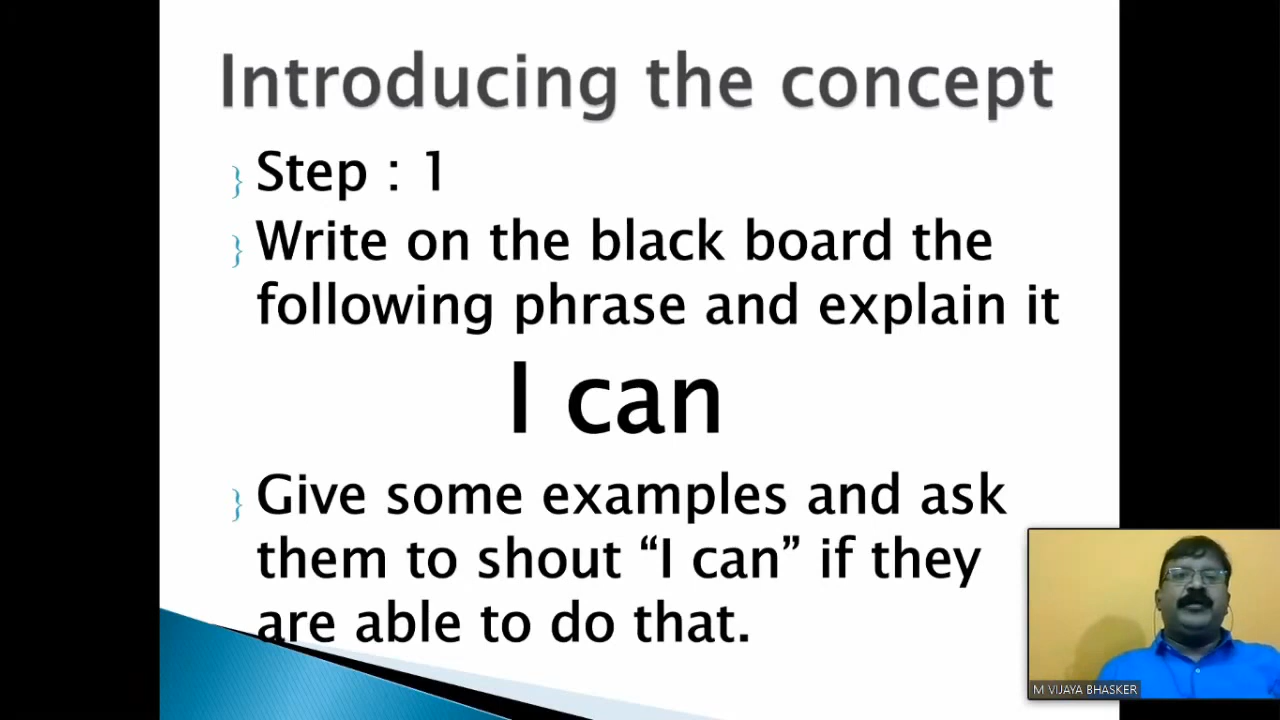 Introducing the concept
Step : 1
Write on the black board the
following phrase and explain it
I can
Give some examples and ask
them to shout “I can” if they
are able to do that.
M VIJAYA BHASKER